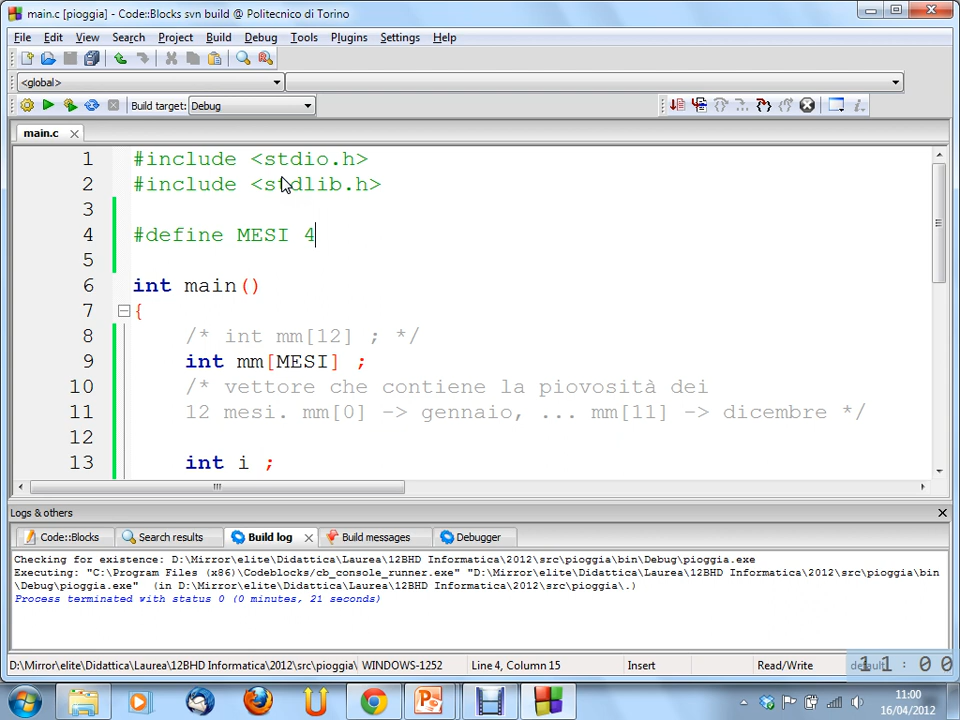 main.c [pioggia] - Code::Blocks svn build @ Politecnico di Torino
File Edit View Search Project Build Debug Tools Plugins Settings Help
<global>
Build target: Debug
main.c
1 #include <stdio.h>
2 #include <stdlib.h>
3
4 #define MESI 4
5
6 int main()
7 {
8 /* int mm[12] ; */
9 int mm[MESI] ;
10 /* vettore che contiene la piovosità dei
11 12 mesi. mm[0] -> gennaio, ... mm[11] -> dicembre */
12
13 int i ;
Logs & others
Code::Blocks Search results Build log Build messages Debugger
Checking for existence: D:\Mirror\elite\Didattica\Laurea\12BHD Informatica\2012\src\pioggia\bin\Debug\pioggia.exe
Executing: "C:\Program Files (x86)\Codeblocks/cb_console_runner.exe" "D:\Mirror\elite\Didattica\Laurea\12BHD Informatica\2012\src\pioggia\bin
\Debug\pioggia.exe" (in D:\Mirror\elite\Didattica\Laurea\12BHD Informatica\2012\src\pioggia\.)
Process terminated with status 0 (0 minutes, 21 seconds)
D:\Mirror\elite\Didattica\Laurea\12BHD Informatica\2012\src\pioggia\ WINDOWS-1252 Line 4, Column 15 Insert Read/Write default
11:00
11:00
16/04/2012